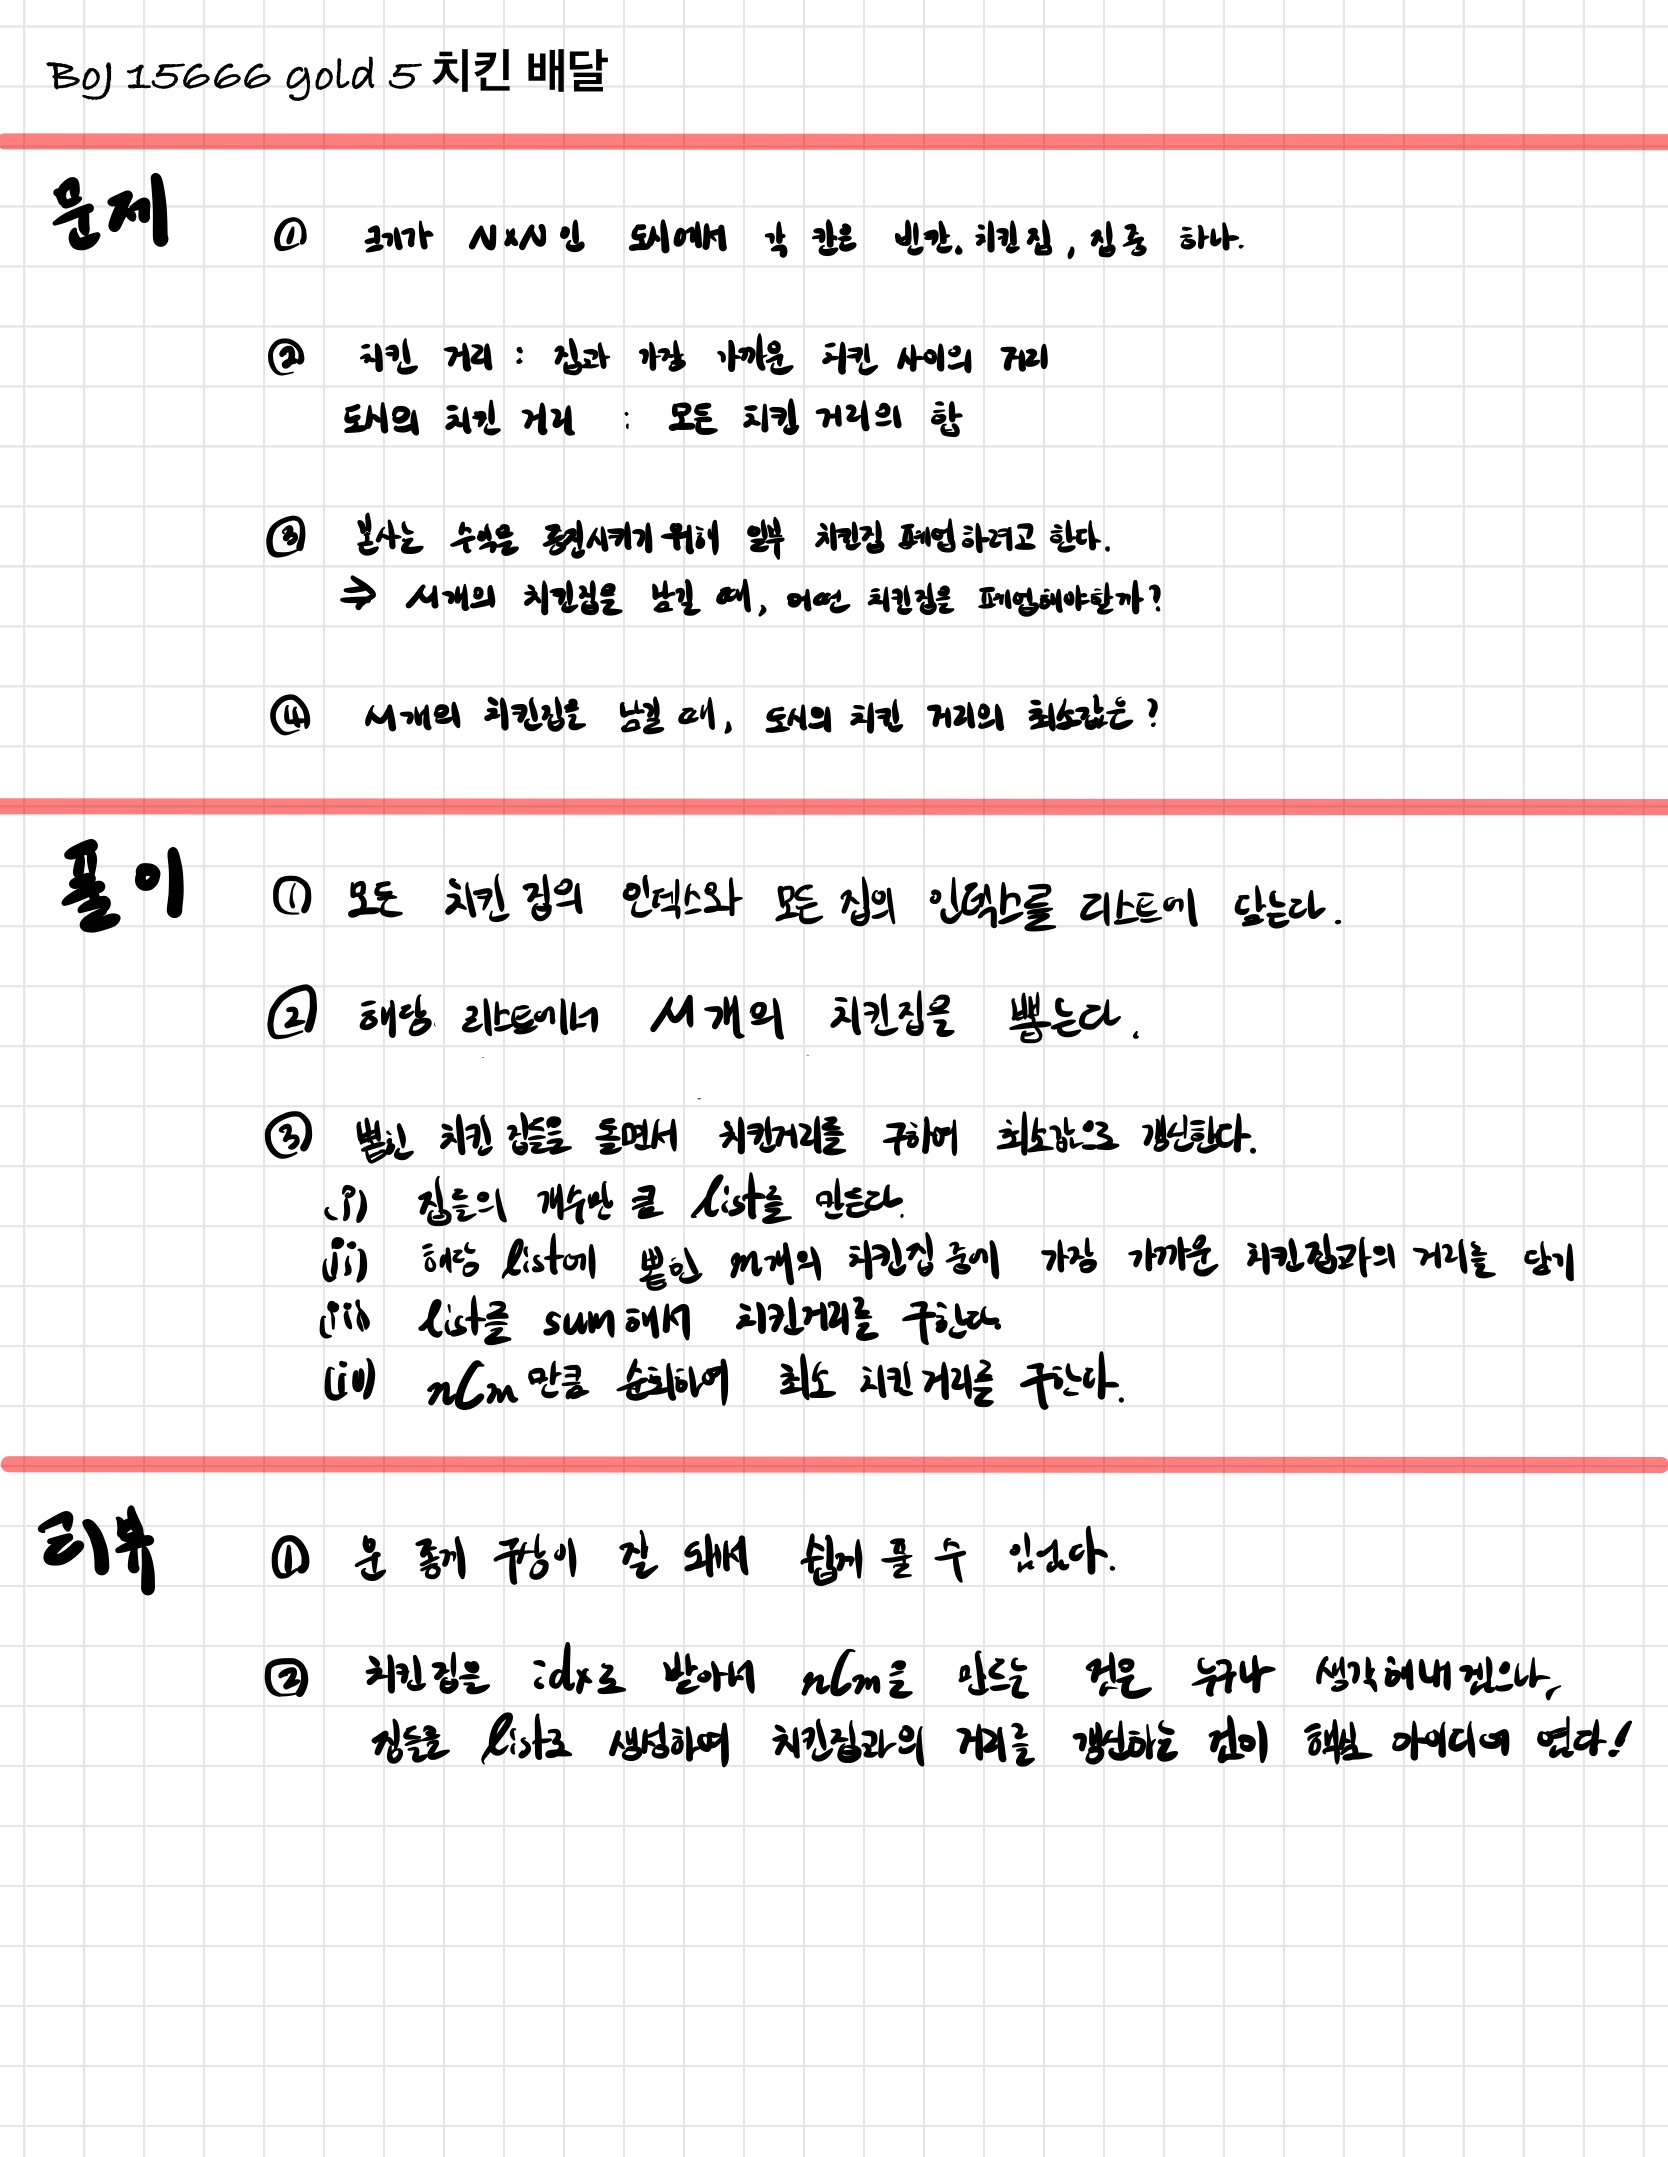 BOJ 15666 gold 5 치킨 배달
문제
① 크기가 N×N인 도시에서 각 칸은 빈칸, 치킨집, 집 중 하나.
② 치킨 거리 : 집과 가장 가까운 치킨 사이의 거리
도시의 치킨 거리 : 모든 치킨 거리의 합
③ 본사는 수익을 증진시키기 위해 일부 치킨집 폐업하려고 한다.
⇒ M개의 치킨집을 남길 때, 어떤 치킨집을 폐업해야할까?
④ M개의 치킨집을 남길 때, 도시의 치킨 거리의 최소값은?
풀이
① 모든 치킨집의 인덱스와 모든 집의 인덱스를 리스트에 담는다.
② 해당 리스트에서 M개의 치킨집을 뽑는다.
③ 뽑힌 치킨집들을 돌면서 치킨거리를 구하여 최소값으로 갱신한다.
(i) 집들의 개수만큼 list를 만든다.
(ii) 해당 list에 뽑힌 m개의 치킨집 중에 가장 가까운 치킨집과의 거리를 담기
(iii) list를 sum해서 치킨거리를 구한다.
(iv) nCm 만큼 순회하여 최소 치킨거리를 구한다.
리뷰
① 운 좋게 구상이 잘 돼서 쉽게 풀 수 있었다.
② 치킨집을 idx로 받아서 nCm을 만드는 것은 누구나 생각해내겠으나,
집들를 list로 생성하여 치킨집과의 거리를 갱신하는 것이 핵심 아이디어 였다!